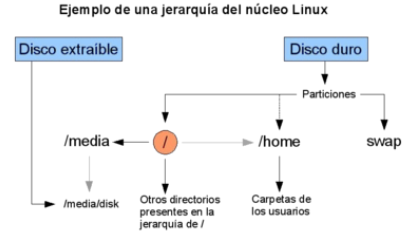 Ejemplo de una jerarquía del núcleo Linux
Disco extraíble
Disco duro
Particiones
/media
/
/home
swap
/media/disk
Otros directorios
presentes en la
jerarquía de /
Carpetas de
los usuarios